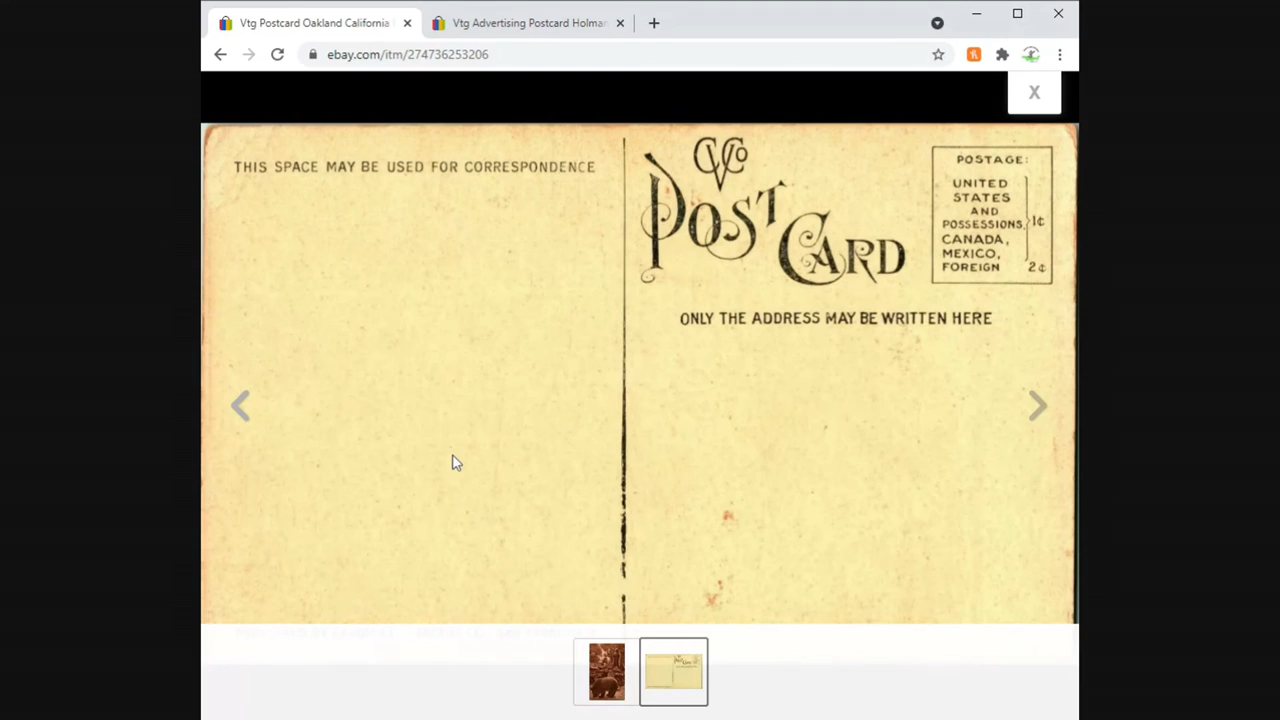 Vtg Postcard Oakland California
Vtg Advertising Postcard Holman
ebay.com/itm/274736253206
X
THIS SPACE MAY BE USED FOR CORRESPONDENCE
CVCo
POST CARD
POSTAGE:
UNITED
STATES
AND
POSSESSIONS,
CANADA,
MEXICO,
1¢
FOREIGN 2¢
ONLY THE ADDRESS MAY BE WRITTEN HERE